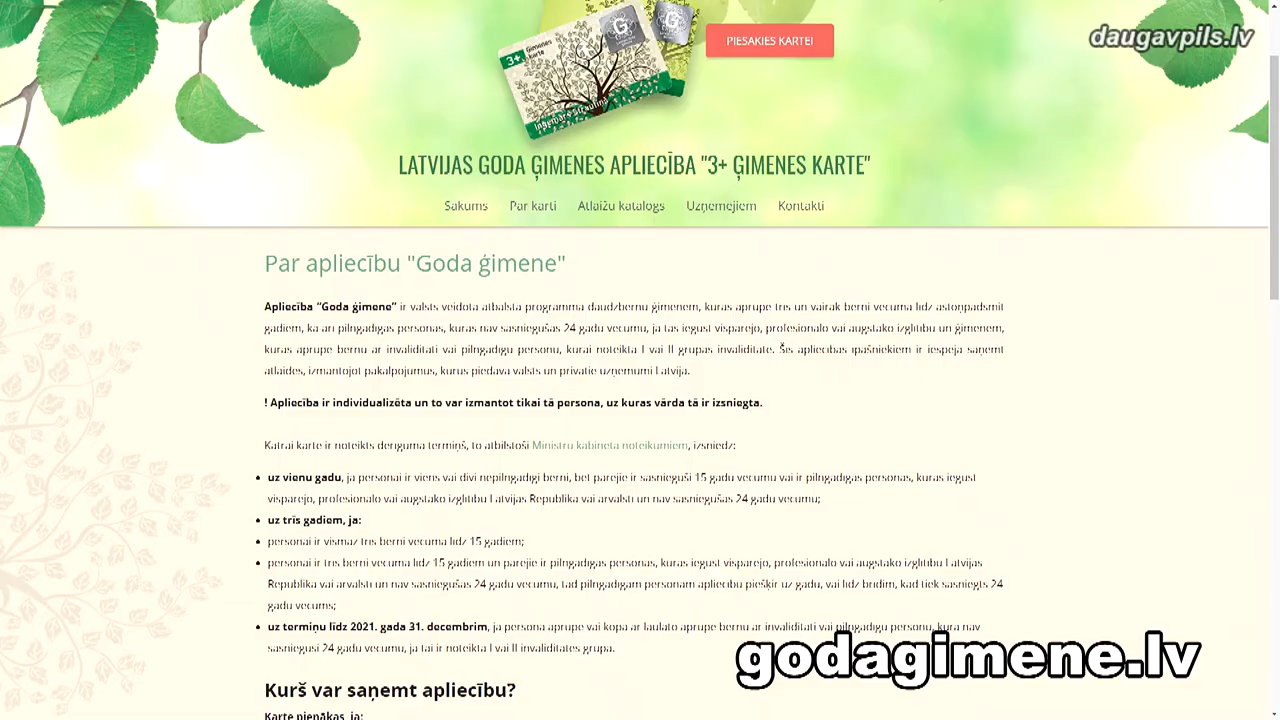 daugavpils.lv
ģimenes
karte
3+
PIESAKIES KARTEI
LATVIJAS GODA ĢIMENES APLIECĪBA "3+ ĢIMENES KARTE"
Sākums Par karti Atlaižu katalogs Uzņēmējiem Kontakti
Par apliecību "Goda ģimene"
Apliecība “Goda ģimene” ir valsts veidota atbalsta programma daudzbērnu ģimenēm, kuras aprūpē trīs un vairāk bērni vecumā līdz astoņpadsmit
gadiem, kā arī pilngadīgas personas, kuras nav sasniegušas 24 gadu vecumu, ja tās iegūst vispārējo, profesionālo vai augstāko izglītību un ģimenēm,
kuras aprūpē bērnu ar invaliditāti vai pilngadīgu personu, kurai noteikta I vai II grupas invaliditāte. Šīs apliecības īpašniekiem ir iespēja saņemt
atlaides, izmantojot pakalpojumus, kurus piedāvā valsts un privātie uzņēmumi Latvijā.
! Apliecība ir individualizēta un to var izmantot tikai tā persona, uz kuras vārda tā ir izsniegta.
Katrai kartei ir noteikts derīguma termiņš, to atbilstoši Ministru kabineta noteikumiem, izsniedz:
uz vienu gadu, ja personai ir viens vai divi nepilngadīgi bērni, bet pārējie ir sasnieguši 15 gadu vecumu vai ir pilngadīgas personas, kuras iegūst
vispārējo, profesionālo vai augstāko izglītību Latvijas Republikā vai ārvalstī un nav sasniegušas 24 gadu vecumu;
uz trīs gadiem, ja:
personai ir vismaz trīs bērni vecumā līdz 15 gadiem;
personai ir trīs bērni vecumā līdz 15 gadiem un pārējie ir pilngadīgas personas, kuras iegūst vispārējo, profesionālo vai augstāko izglītību Latvijas
Republikā vai ārvalstī un nav sasniegušas 24 gadu vecumu, tad pilngadīgām personām apliecību piešķir uz gadu, vai līdz brīdim, kad tiek sasniegts 24
gadu vecums;
uz termiņu līdz 2021. gada 31. decembrim, ja persona aprūpē vai kopā ar laulāto aprūpē bērnu ar invaliditāti vai pilngadīgu personu, kura nav
sasniegusi 24 gadu vecumu, ja tai ir noteikta I vai II invaliditātes grupa.
godagimene.lv
Kurš var saņemt apliecību?
Karte pienākas, ja: